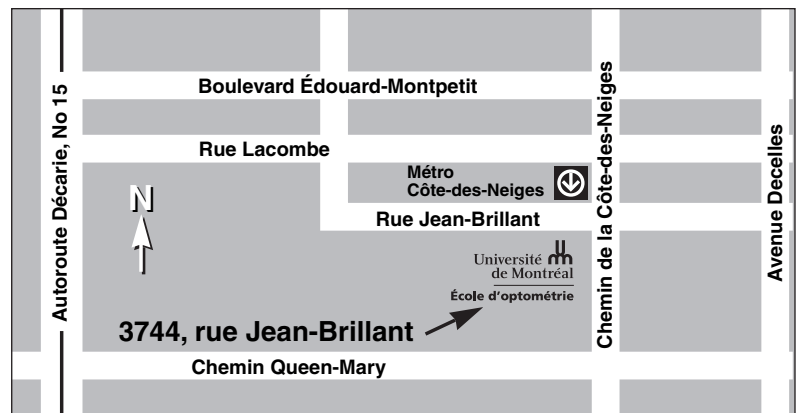 Boulevard Édouard-Montpetit
Rue Lacombe
Métro
Côte-des-Neiges
Rue Jean-Brillant
N
Université
de Montréal
École d'optométrie
3744, rue Jean-Brillant
Chemin Queen-Mary
Autoroute Décarie, No 15
Chemin de la Côte-des-Neiges
Avenue Decelles